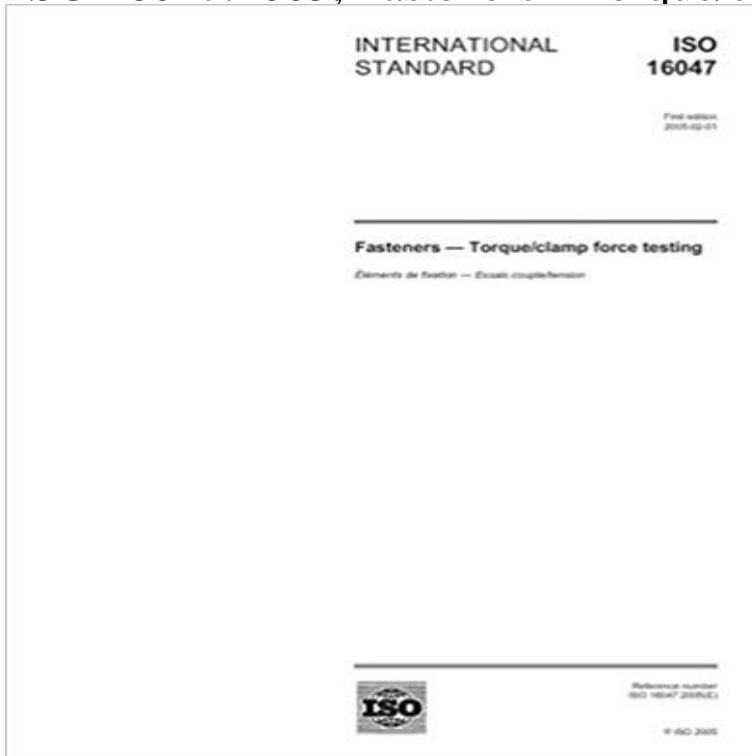 INTERNATIONAL
STANDARD
ISO
16047
First edition
2005-02-01
Fasteners — Torque/clamp force testing
Éléments de fixation — Essais couple/tension
ISO
Reference number
ISO 16047:2005(E)
© ISO 2005